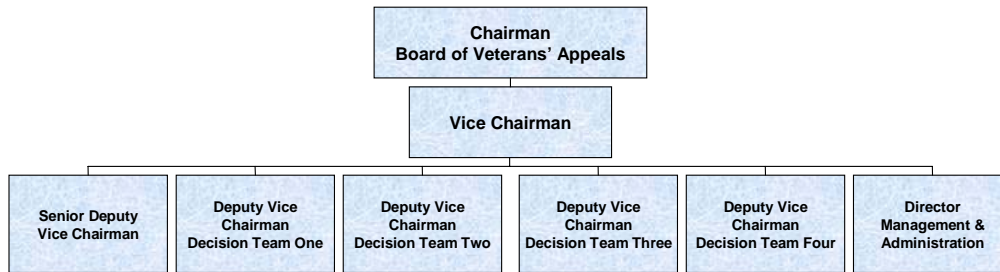 Chairman
Board of Veterans’ Appeals
Vice Chairman
Senior Deputy
Vice Chairman
Deputy Vice
Chairman
Decision Team One
Deputy Vice
Chairman
Decision Team Two
Deputy Vice
Chairman
Decision Team Three
Deputy Vice
Chairman
Decision Team Four
Director
Management &
Administration